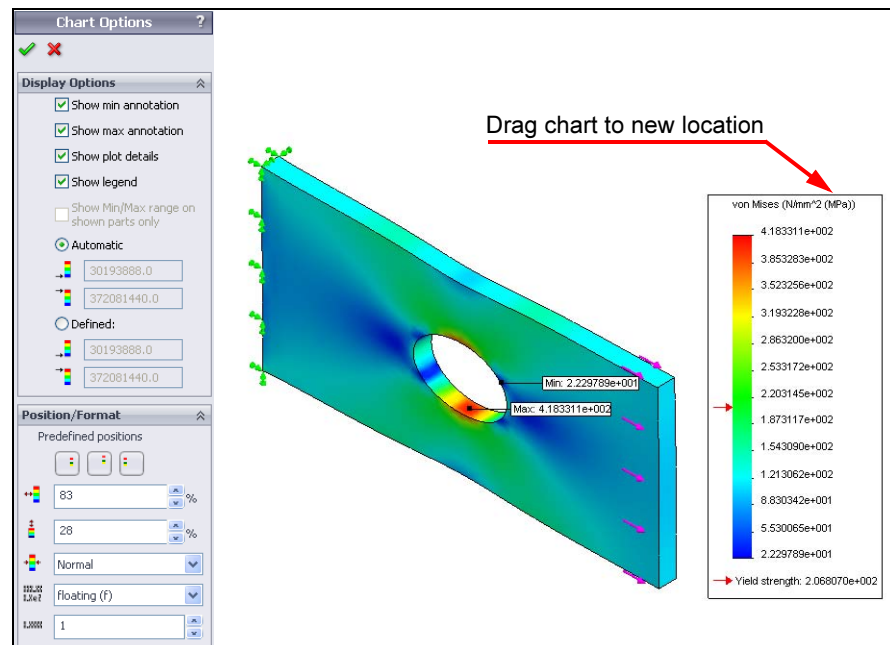 Chart Options ?
Display Options
Show min annotation
Show max annotation
Show plot details
Show legend
Show Min/Max range on
shown parts only
Automatic
30193888.0
372081440.0
Defined:
30193888.0
372081440.0
Position/Format
Predefined positions
83 %
28 %
Normal
floating (f)
1
Drag chart to new location
Min: 2.229789e+001
Max: 4.183311e+002
von Mises (N/mm^2 (MPa))
4.183311e+002
3.853283e+002
3.523256e+002
3.193228e+002
2.863200e+002
2.533172e+002
2.203145e+002
1.873117e+002
1.543090e+002
1.213062e+002
8.830342e+001
5.530065e+001
2.229789e+001
Yield strength: 2.068070e+002